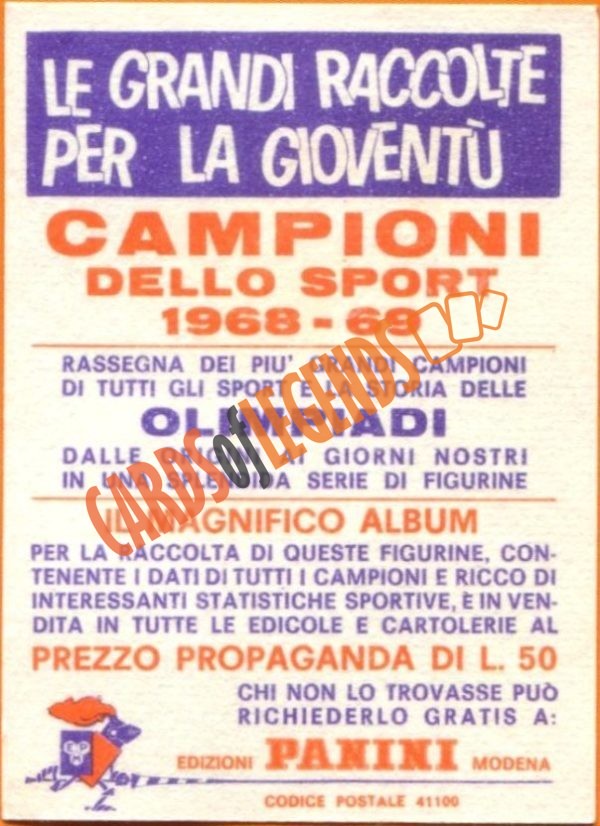 LE GRANDI RACCOLTE
PER LA GIOVENTÙ
CAMPIONI
DELLO SPORT
1968-69
RASSEGNA DEI PIU' GRANDI CAMPIONI
DI TUTTI GLI SPORT E LA STORIA DELLE
OLIMPIADI
DALLE ORIGINI AI GIORNI NOSTRI
IN UNA SPLENDIDA SERIE DI FIGURINE
CARDS of LEGENDS
IL MAGNIFICO ALBUM
PER LA RACCOLTA DI QUESTE FIGURINE, CON-
TENENTE I DATI DI TUTTI I CAMPIONI E RICCO DI
INTERESSANTI STATISTICHE SPORTIVE, È IN VEN-
DITA IN TUTTE LE EDICOLE E CARTOLERIE AL
PREZZO PROPAGANDA DI L. 50
CHI NON LO TROVASSE PUÒ
RICHIEDERLO GRATIS A:
EDIZIONI PANINI MODENA
CODICE POSTALE 41100